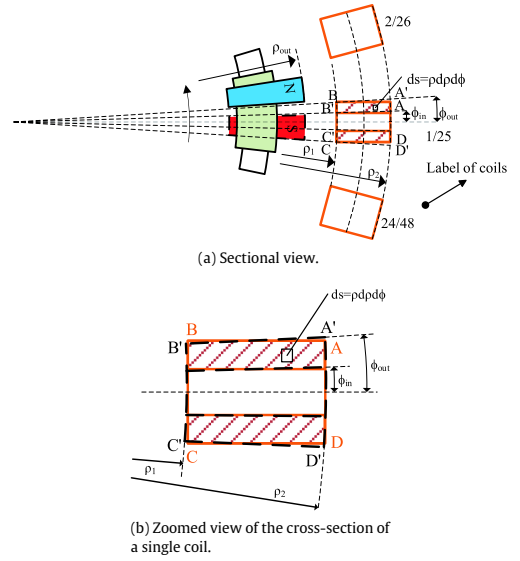 2/26
ρout
N
S
ds=ρdρdϕ
B
A'
B'
A
ϕin
ϕout
C'
D
C
D'
1/25
ρ1
ρ2
Label of coils
24/48
(a) Sectional view.
ds=ρdρdϕ
B
A'
B'
A
ϕin
ϕout
C'
C
D
D'
ρ1
ρ2
(b) Zoomed view of the cross-section of
a single coil.